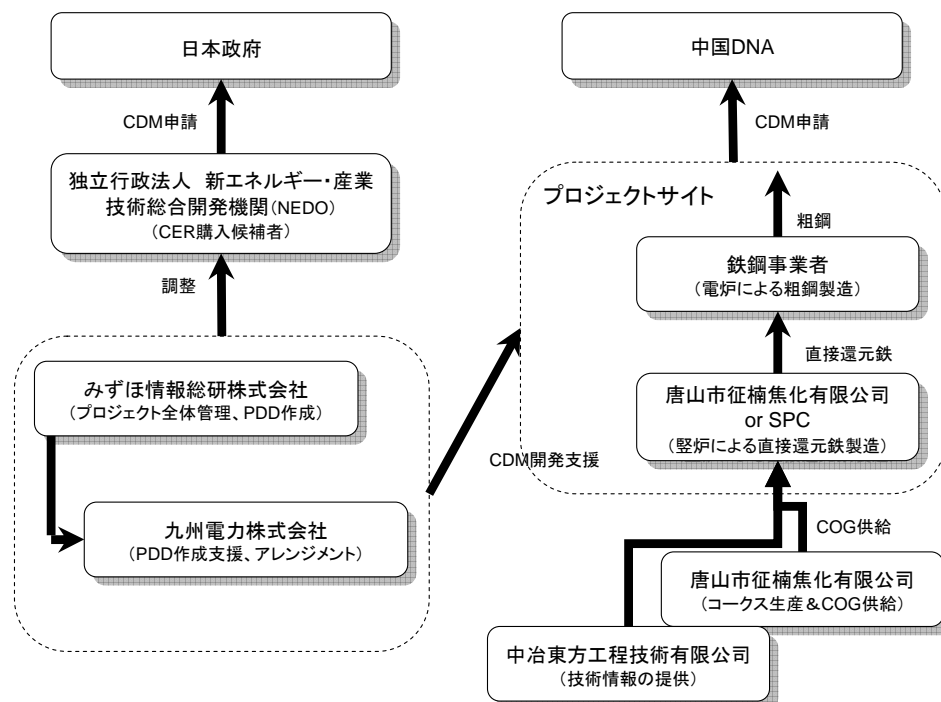 日本政府
CDM申請
独立行政法人　新エネルギー・産業
技術総合開発機関（NEDO）
（CER購入候補者）
調整
みずほ情報総研株式会社
（プロジェクト全体管理、PDD作成）
九州電力株式会社
（PDD作成支援、アレンジメント）
CDM開発支援
中国DNA
CDM申請
プロジェクトサイト
粗鋼
鉄鋼事業者
（電炉による粗鋼製造）
直接還元鉄
唐山市征楠焦化有限公司
or SPC
（竪炉による直接還元鉄製造）
COG供給
唐山市征楠焦化有限公司
（コークス生産＆COG供給）
中冶東方工程技術有限公司
（技術情報の提供）